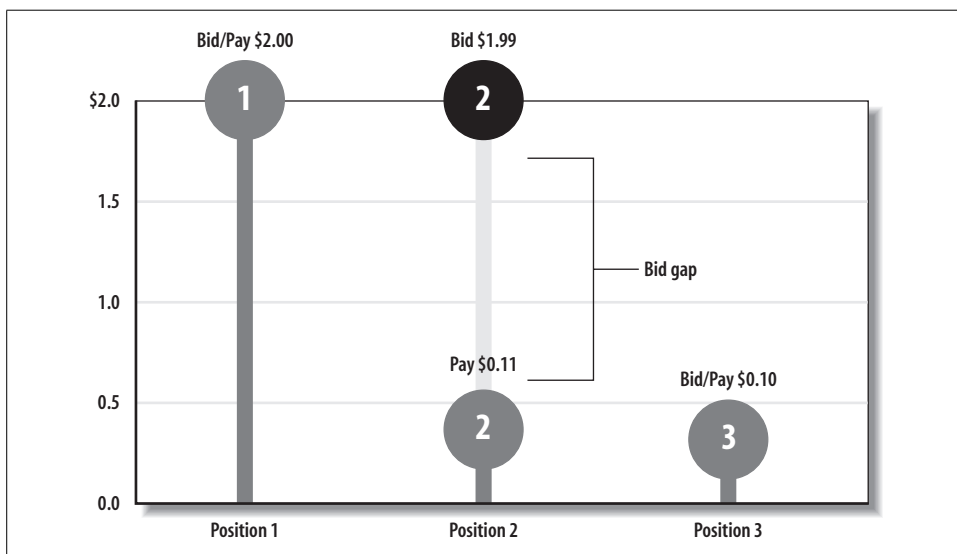 Bid/Pay $2.00
Bid $1.99
1
2
$2.0
1.5
Bid gap
1.0
Pay $0.11
Bid/Pay $0.10
0.5
2
3
0.0
Position 1
Position 2
Position 3